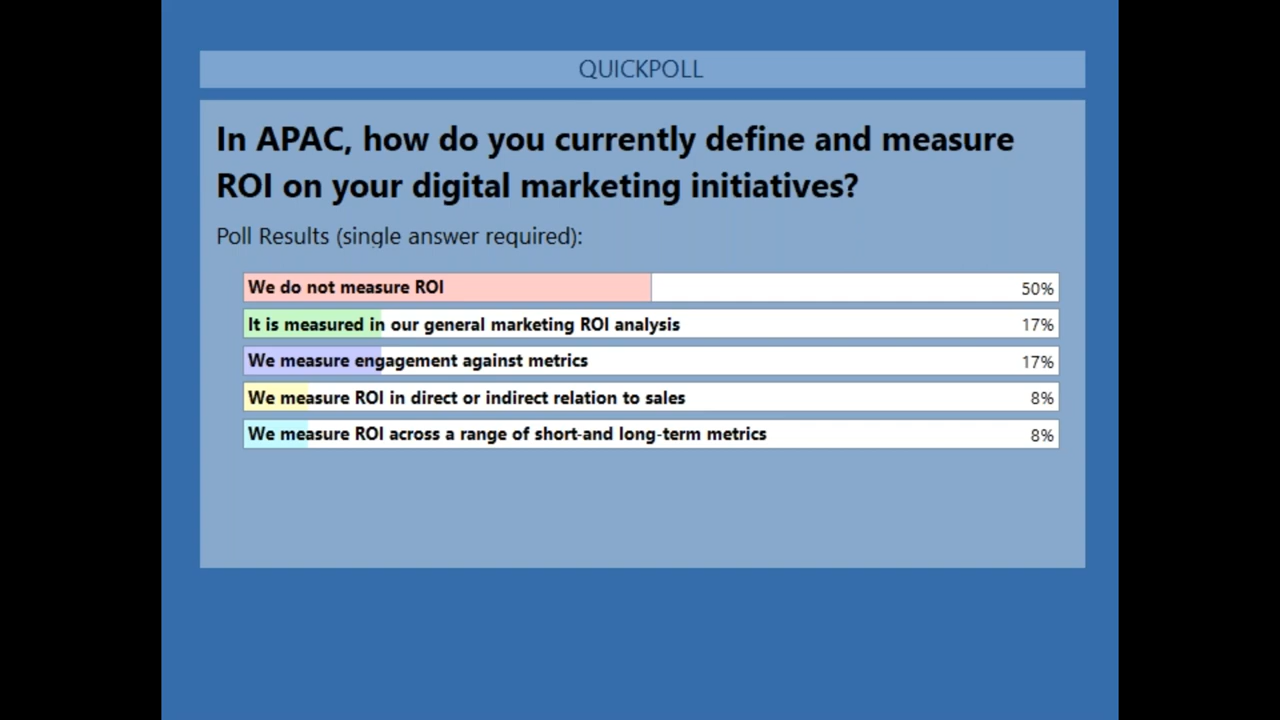 QUICKPOLL
In APAC, how do you currently define and measure
ROI on your digital marketing initiatives?
Poll Results (single answer required):
We do not measure ROI 50%
It is measured in our general marketing ROI analysis 17%
We measure engagement against metrics 17%
We measure ROI in direct or indirect relation to sales 8%
We measure ROI across a range of short-and long-term metrics 8%